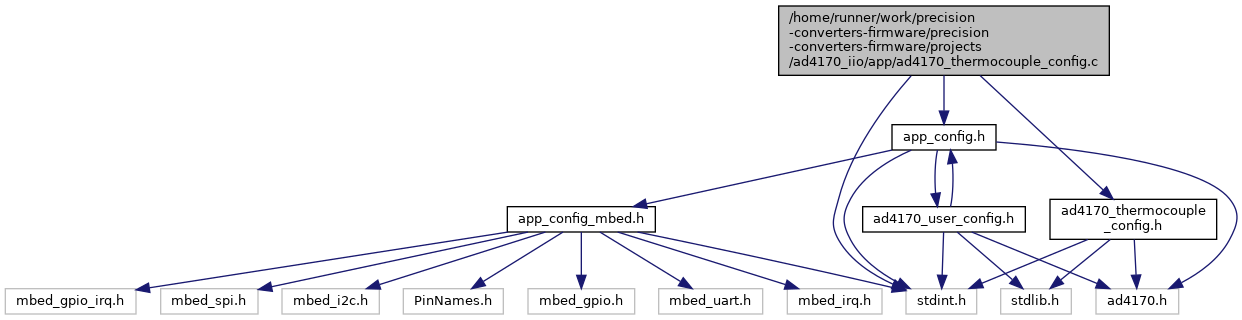 /home/runner/work/precision
-converters-firmware/precision
-converters-firmware/projects
/ad4170_iio/app/ad4170_thermocouple_config.c
app_config.h
app_config_mbed.h
ad4170_user_config.h
ad4170_thermocouple
_config.h
mbed_gpio_irq.h
mbed_spi.h
mbed_i2c.h
PinNames.h
mbed_gpio.h
mbed_uart.h
mbed_irq.h
stdint.h
stdlib.h
ad4170.h